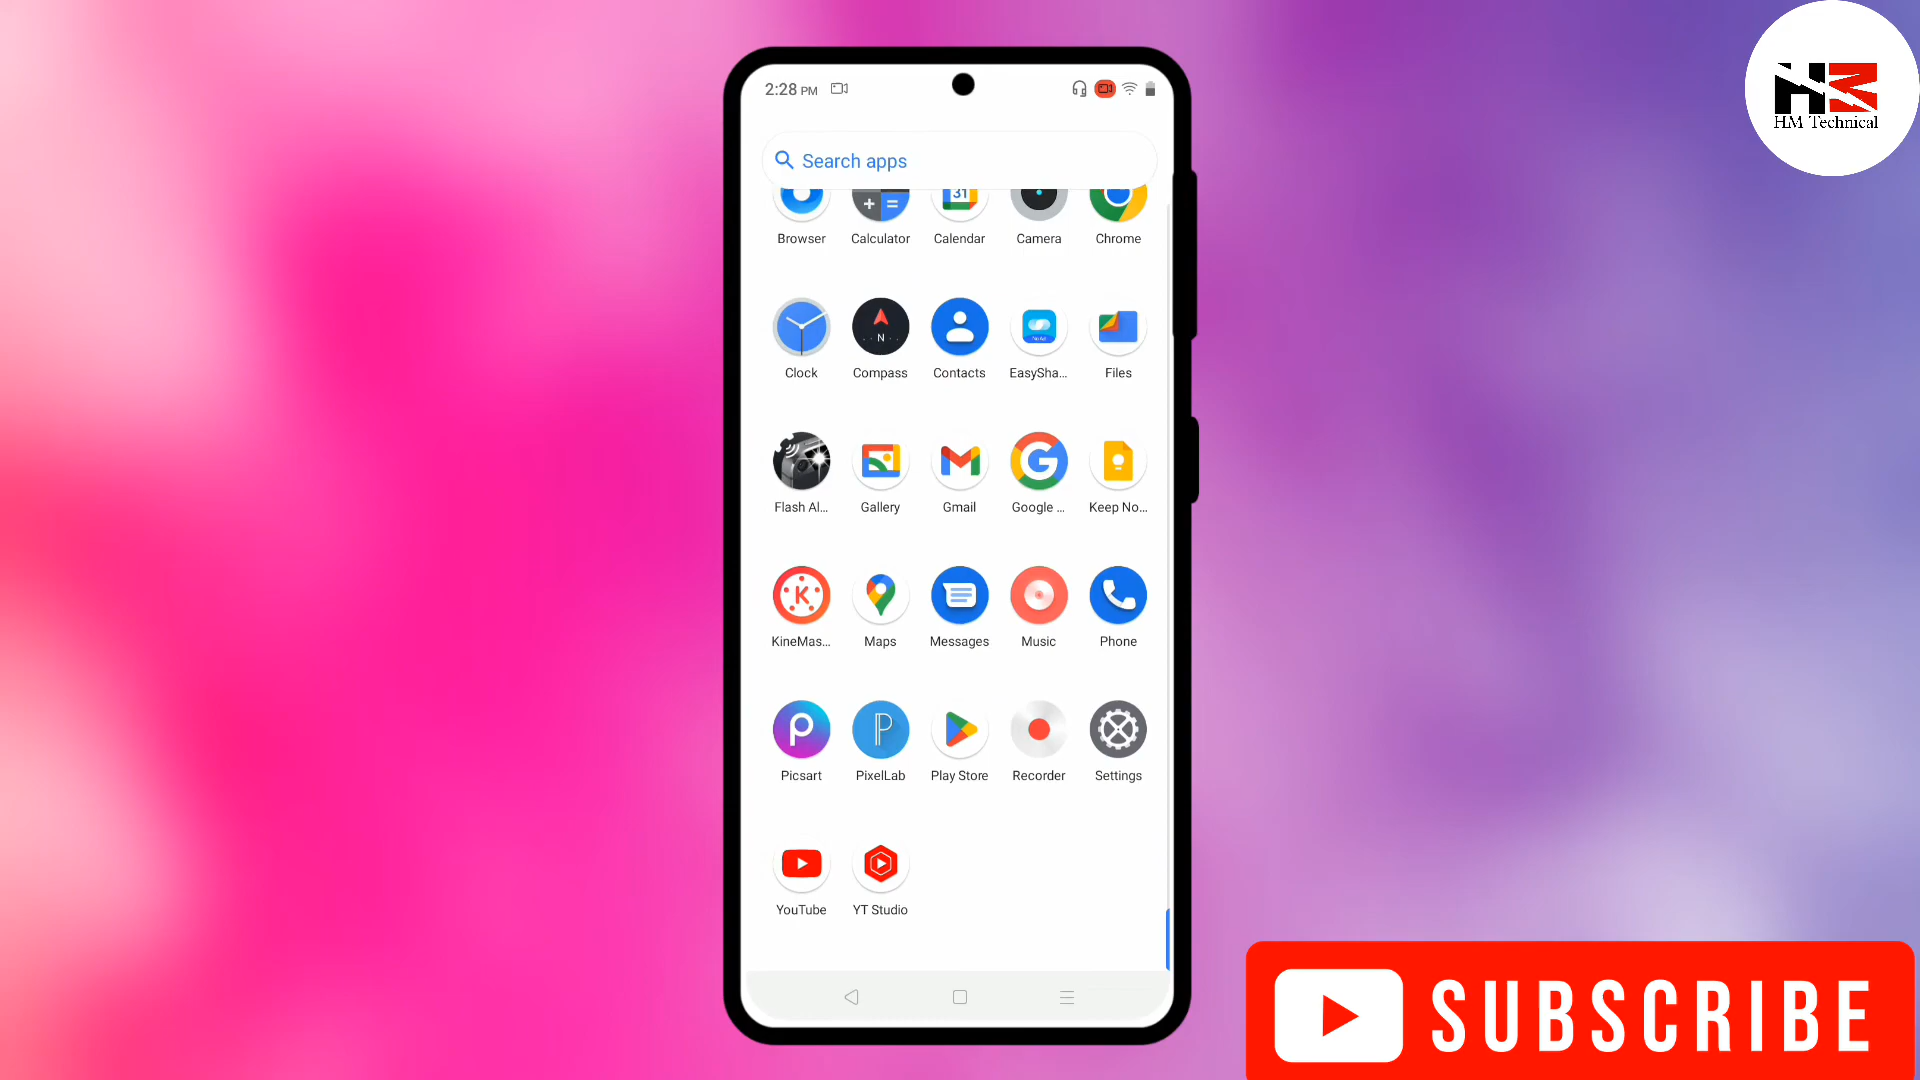 2:28 PM
HM Technical
Search apps
31
Browser Calculator Calendar Camera Chrome
N
Clock Compass Contacts EasySha... Files
Flash Al... Gallery Gmail Google ... Keep No...
KineMas... Maps Messages Music Phone
Picsart PixelLab Play Store Recorder Settings
YouTube YT Studio
SUBSCRIBE